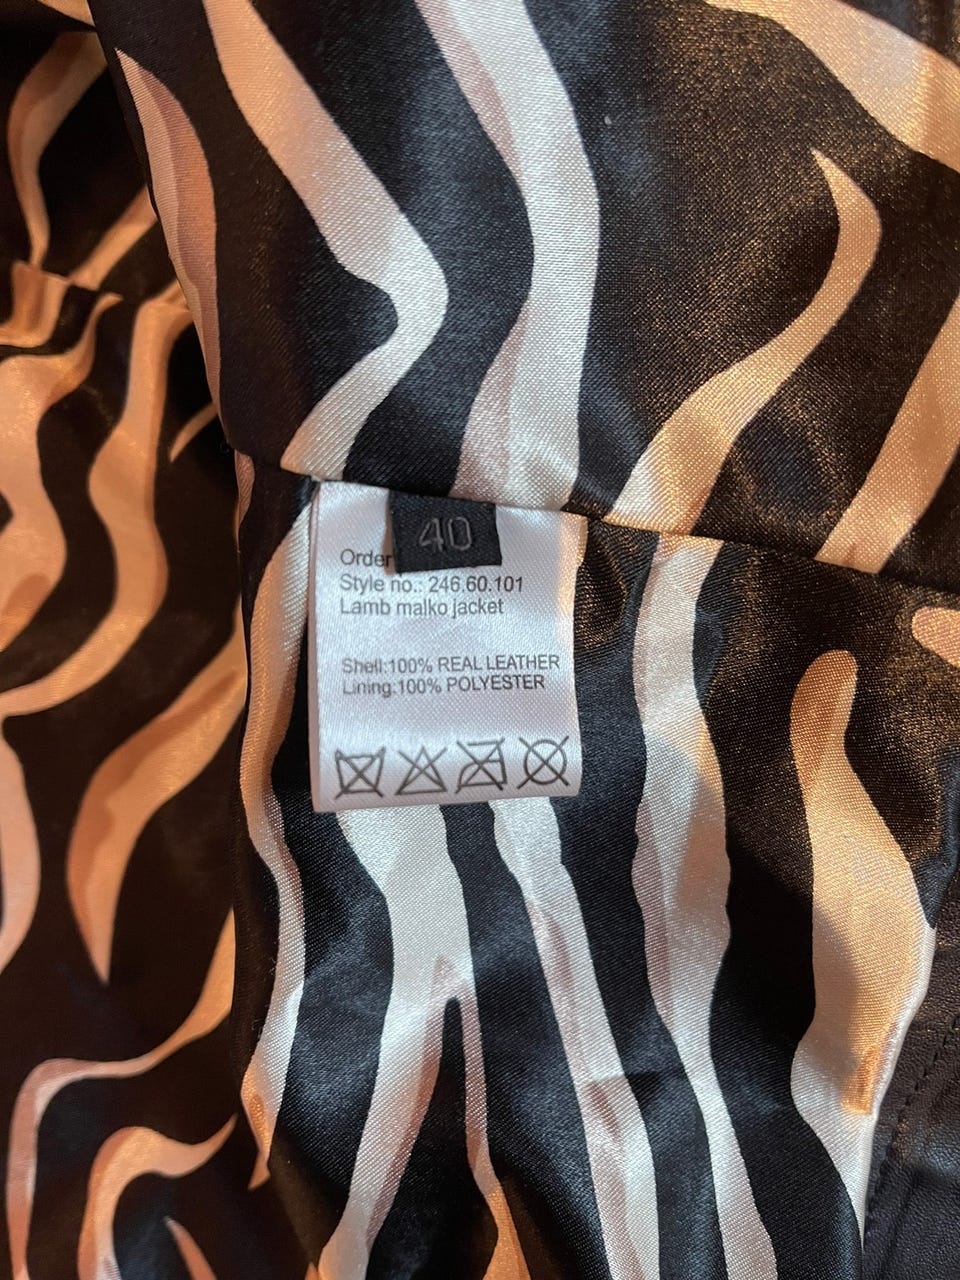 40
Order
Style no.: 246.60.101
Lamb malko jacket
Shell:100% REAL LEATHER
Lining:100% POLYESTER